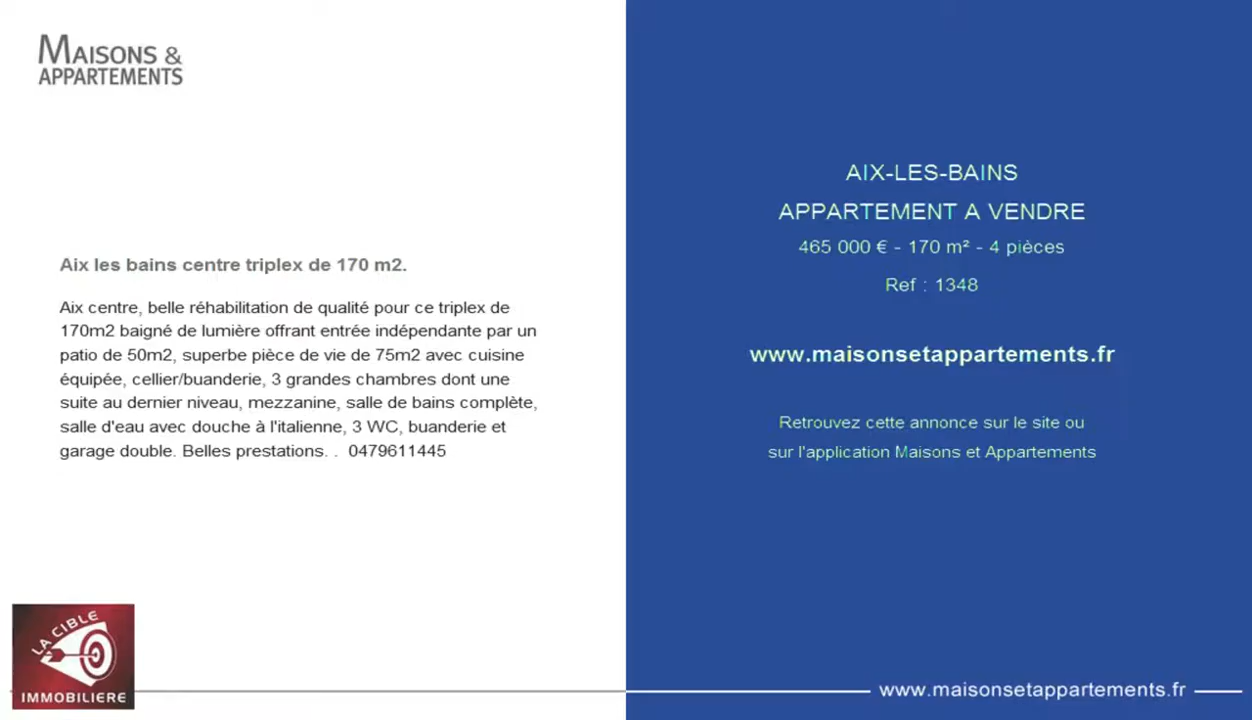 MAISONS &
APPARTEMENTS
Aix les bains centre triplex de 170 m2.
Aix centre, belle réhabilitation de qualité pour ce triplex de
170m2 baigné de lumière offrant entrée indépendante par un
patio de 50m2, superbe pièce de vie de 75m2 avec cuisine
équipée, cellier/buanderie, 3 grandes chambres dont une
suite au dernier niveau, mezzanine, salle de bains complète,
salle d'eau avec douche à l'italienne, 3 WC, buanderie et
garage double. Belles prestations. .  0479611445
LA CIBLE
IMMOBILIERE
AIX-LES-BAINS
APPARTEMENT A VENDRE
465 000 € - 170 m² - 4 pièces
Ref : 1348
www.maisonsetappartements.fr
Retrouvez cette annonce sur le site ou
sur l'application Maisons et Appartements
www.maisonsetappartements.fr